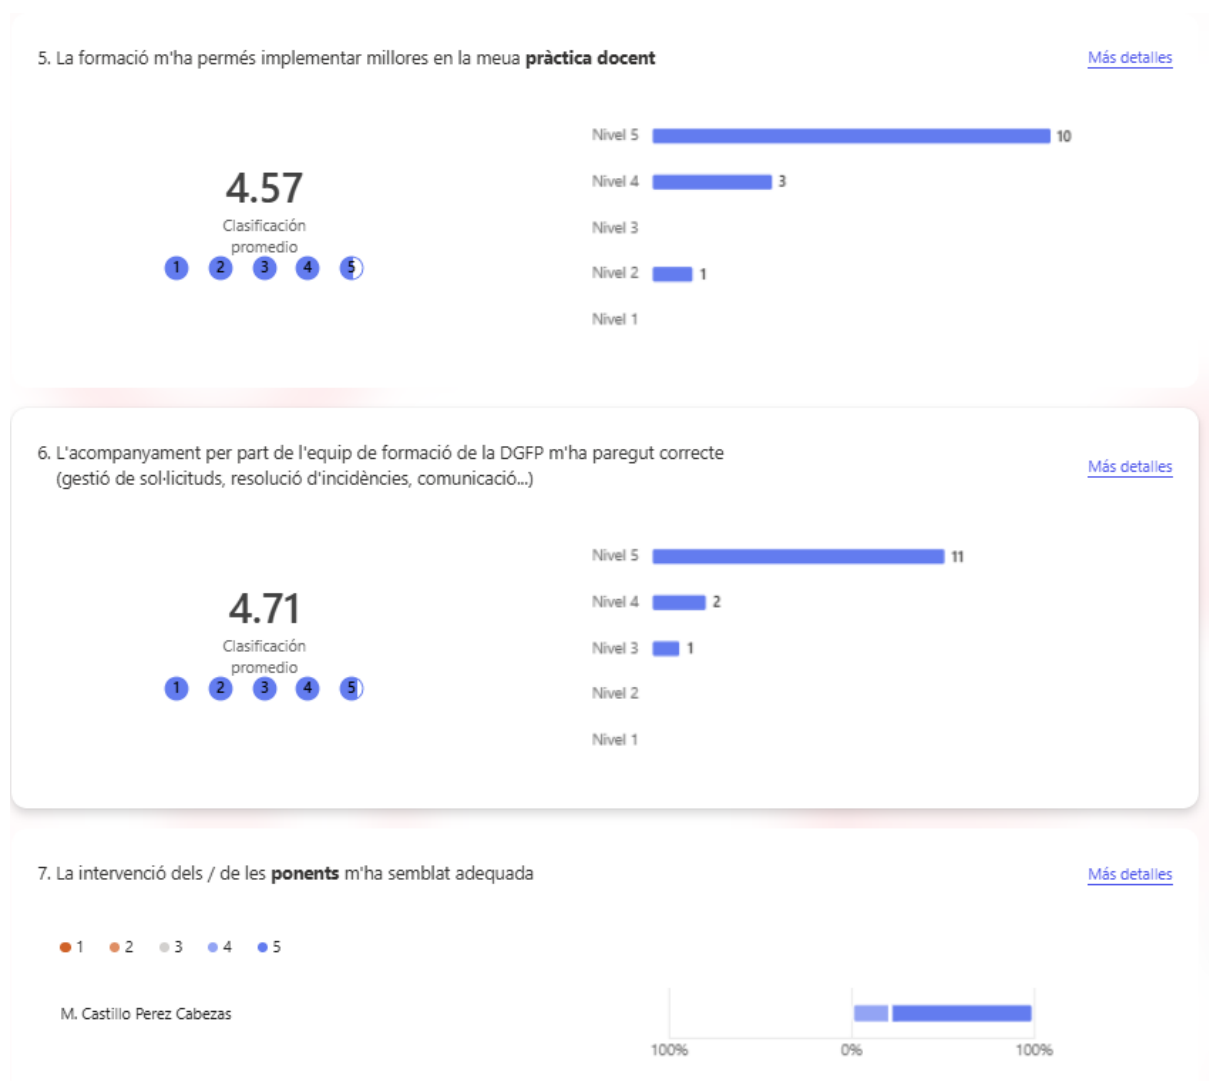 5. La formació m'ha permés implementar millores en la meua pràctica docent
Más detalles
4.57
Clasificación
promedio
1 2 3 4 5
Nivel 5 10
Nivel 4 3
Nivel 3
Nivel 2 1
Nivel 1
6. L'acompanyament per part de l'equip de formació de la DGFP m'ha paregut correcte
(gestió de sol·licituds, resolució d'incidències, comunicació...)
Más detalles
4.71
Clasificación
promedio
1 2 3 4 5
Nivel 5 11
Nivel 4 2
Nivel 3 1
Nivel 2
Nivel 1
7. La intervenció dels / de les ponents m'ha semblat adequada
Más detalles
1 2 3 4 5
M. Castillo Perez Cabezas
100% 0% 100%